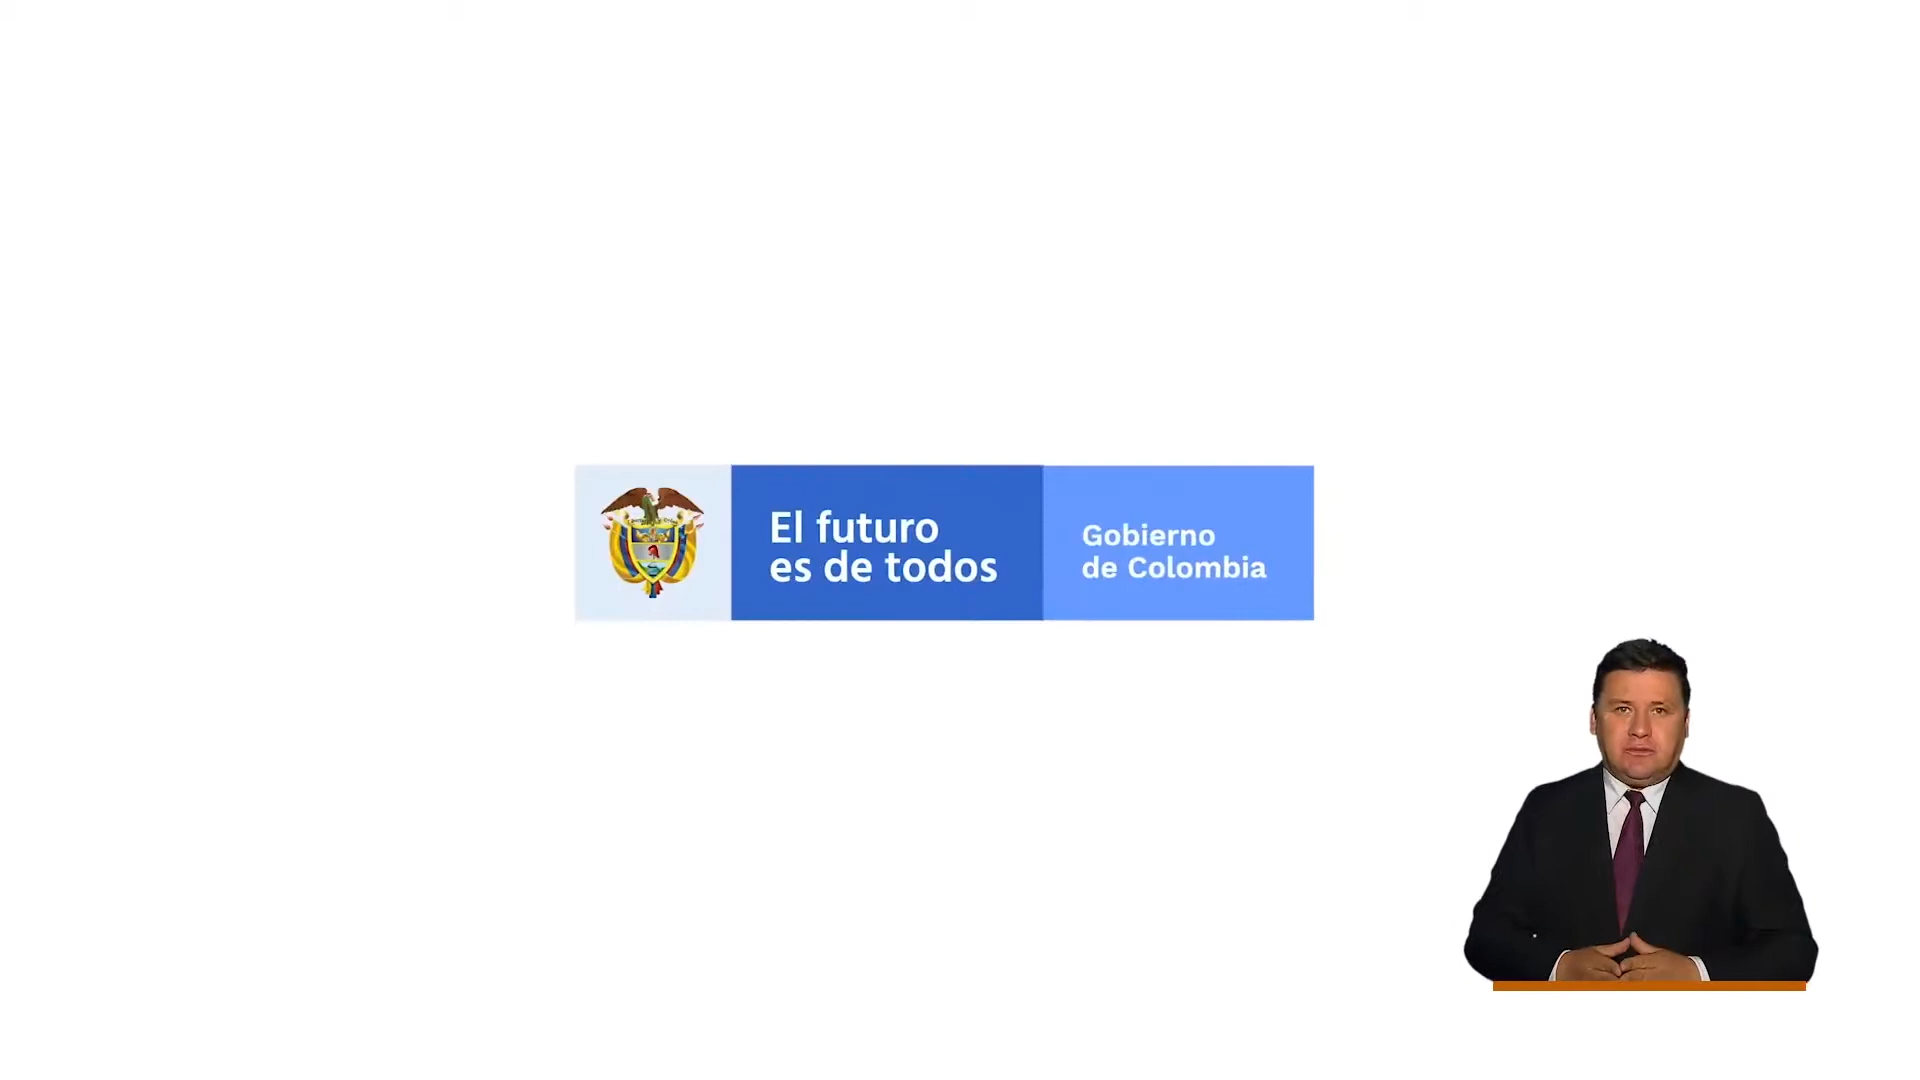 El futuro
es de todos
Gobierno
de Colombia